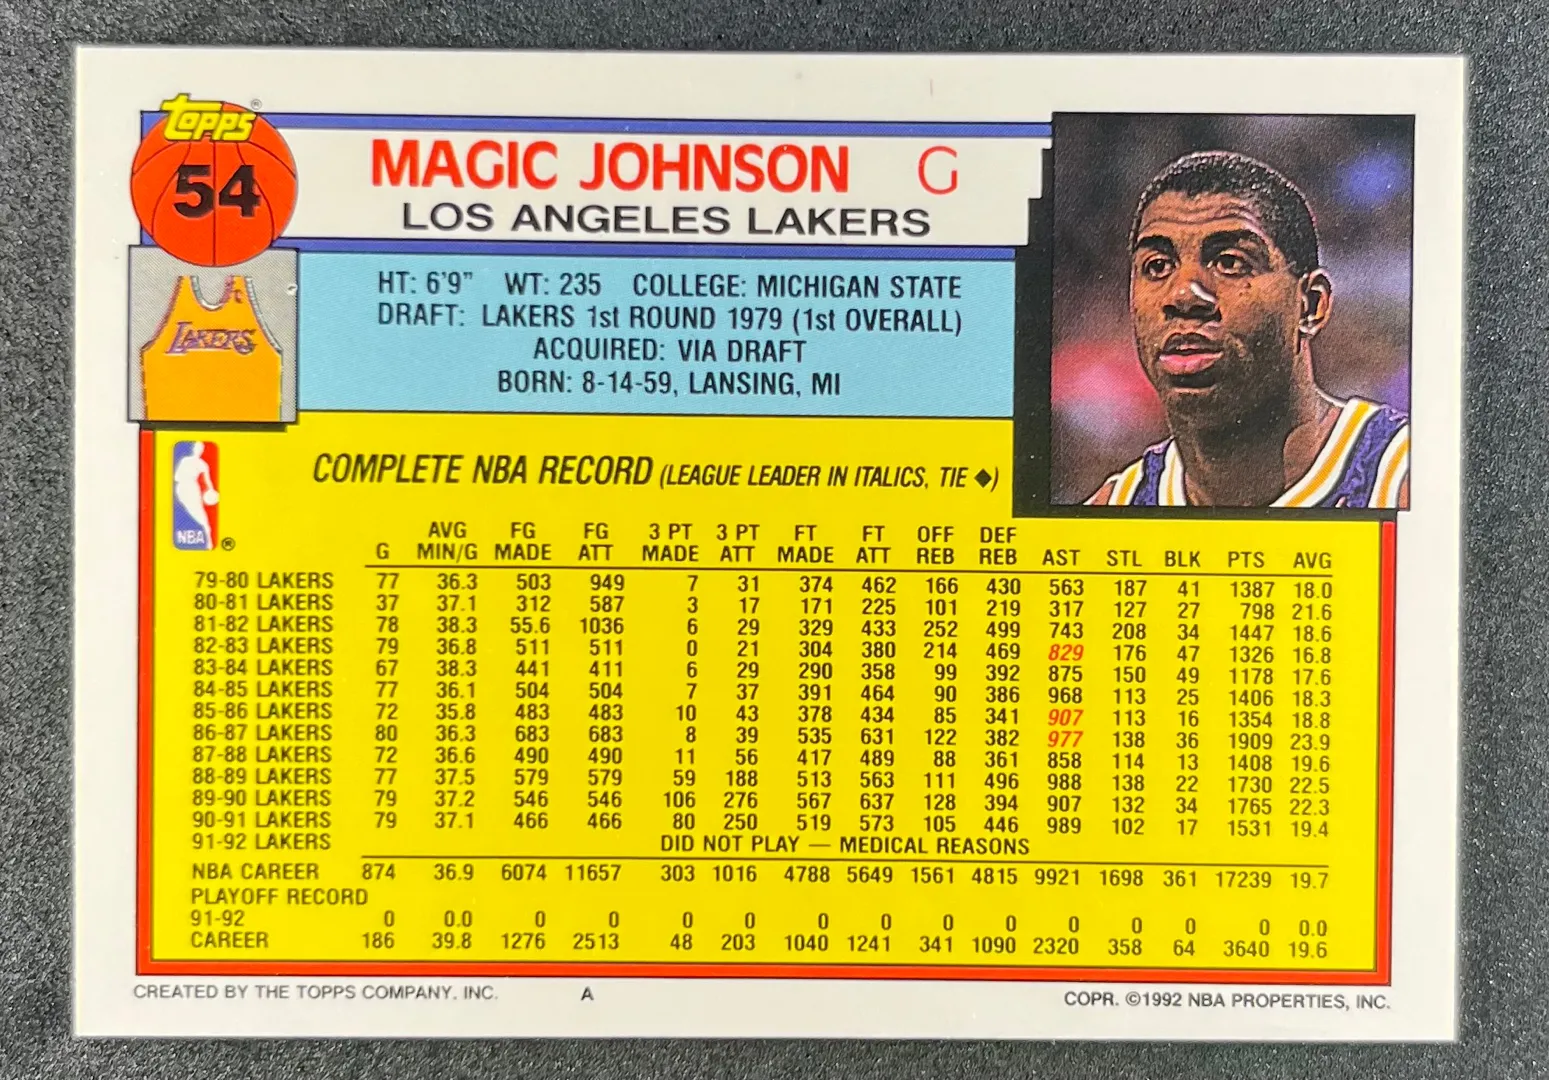 Topps®
54
MAGIC JOHNSON G
LOS ANGELES LAKERS
LAKERS
HT: 6'9" WT: 235 COLLEGE: MICHIGAN STATE
DRAFT: LAKERS 1st ROUND 1979 (1st OVERALL)
ACQUIRED: VIA DRAFT
BORN: 8-14-59, LANSING, MI
NBA ®
COMPLETE NBA RECORD (LEAGUE LEADER IN ITALICS, TIE ◆)
G AVG MIN/G FG MADE FG ATT 3 PT MADE 3 PT ATT FT MADE FT ATT OFF REB DEF REB AST STL BLK PTS AVG
79-80 LAKERS 77 36.3 503 949 7 31 374 462 166 430 563 187 41 1387 18.0
80-81 LAKERS 37 37.1 312 587 3 17 171 225 101 219 317 127 27 798 21.6
81-82 LAKERS 78 38.3 55.6 1036 6 29 329 433 252 499 743 208 34 1447 18.6
82-83 LAKERS 79 36.8 511 511 0 21 304 380 214 469 829 176 47 1326 16.8
83-84 LAKERS 67 38.3 441 411 6 29 290 358 99 392 875 150 49 1178 17.6
84-85 LAKERS 77 36.1 504 504 7 37 391 464 90 386 968 113 25 1406 18.3
85-86 LAKERS 72 35.8 483 483 10 43 378 434 85 341 907 113 16 1354 18.8
86-87 LAKERS 80 36.3 683 683 8 39 535 631 122 382 977 138 36 1909 23.9
87-88 LAKERS 72 36.6 490 490 11 56 417 489 88 361 858 114 13 1408 19.6
88-89 LAKERS 77 37.5 579 579 59 188 513 563 111 496 988 138 22 1730 22.5
89-90 LAKERS 79 37.2 546 546 106 276 567 637 128 394 907 132 34 1765 22.3
90-91 LAKERS 79 37.1 466 466 80 250 519 573 105 446 989 102 17 1531 19.4
91-92 LAKERS DID NOT PLAY — MEDICAL REASONS
NBA CAREER 874 36.9 6074 11657 303 1016 4788 5649 1561 4815 9921 1698 361 17239 19.7
PLAYOFF RECORD
91-92 0 0.0 0 0 0 0 0 0 0 0 0 0 0 0 0.0
CAREER 186 39.8 1276 2513 48 203 1040 1241 341 1090 2320 358 64 3640 19.6
CREATED BY THE TOPPS COMPANY, INC. A COPR. ©1992 NBA PROPERTIES, INC.